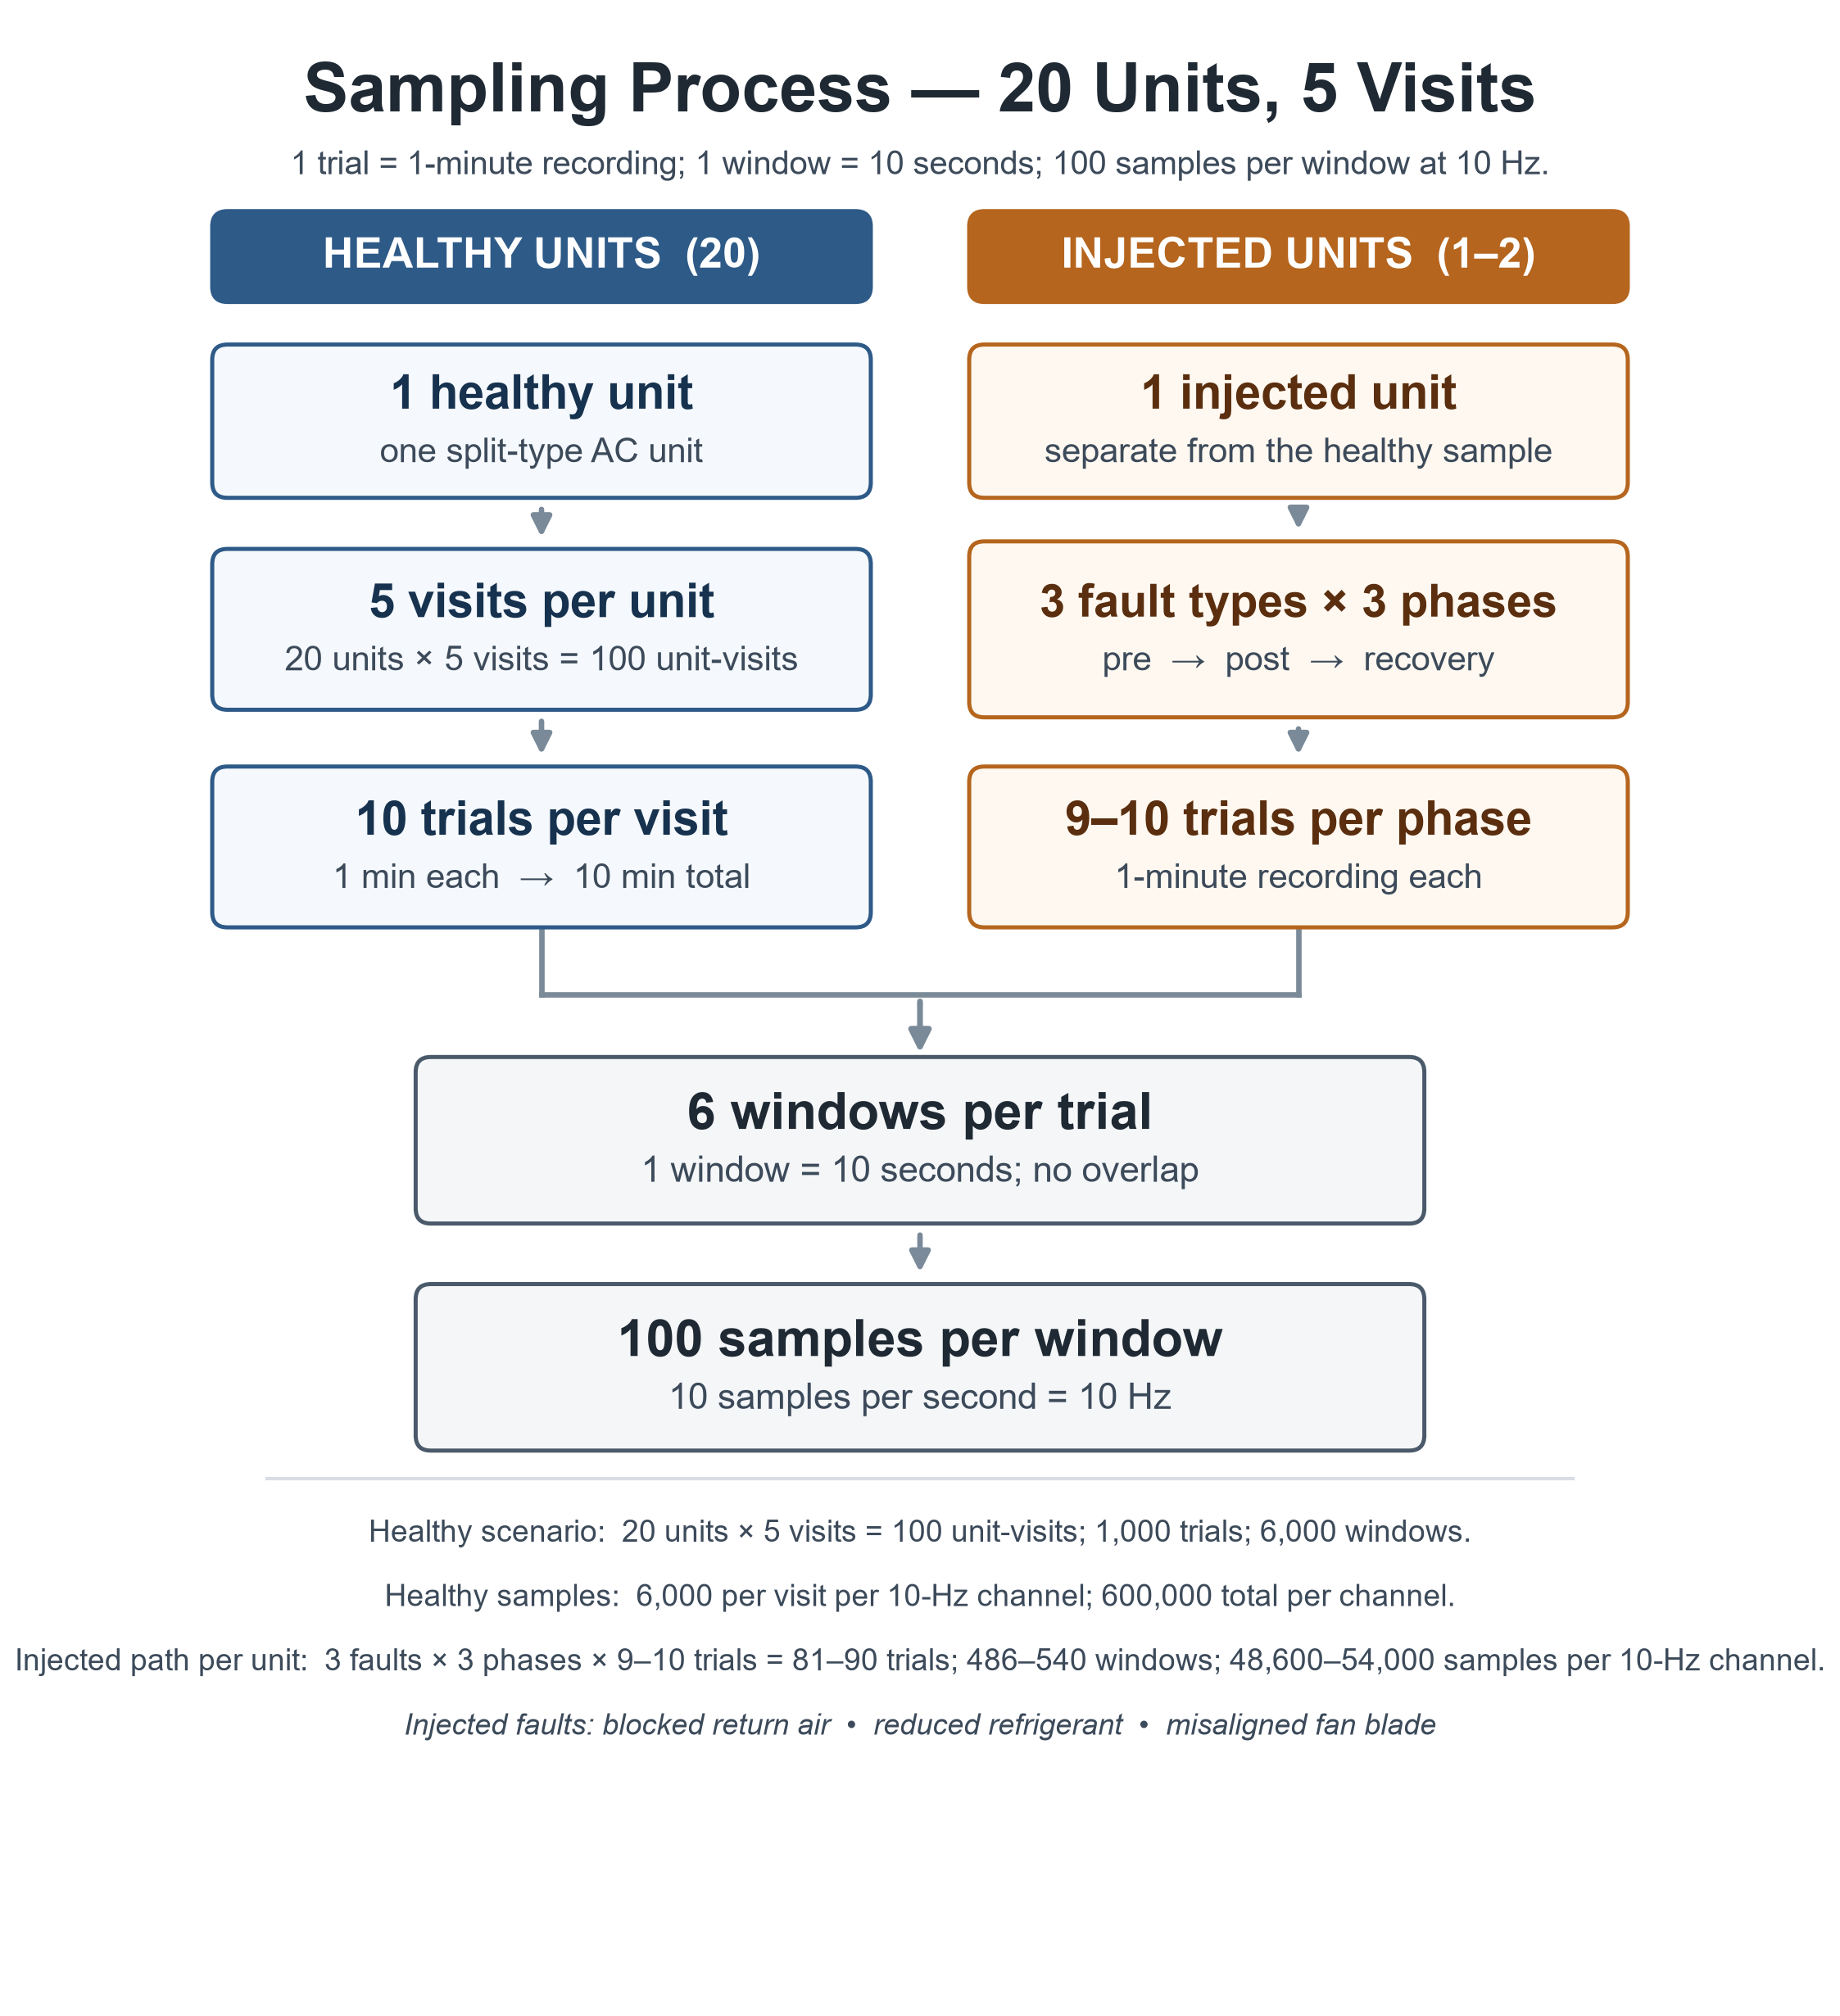 Sampling Process — 20 Units, 5 Visits
1 trial = 1-minute recording; 1 window = 10 seconds; 100 samples per window at 10 Hz.
HEALTHY UNITS (20)
INJECTED UNITS (1–2)
1 healthy unit
one split-type AC unit
1 injected unit
separate from the healthy sample
5 visits per unit
20 units × 5 visits = 100 unit-visits
3 fault types × 3 phases
pre → post → recovery
10 trials per visit
1 min each → 10 min total
9–10 trials per phase
1-minute recording each
6 windows per trial
1 window = 10 seconds; no overlap
100 samples per window
10 samples per second = 10 Hz
Healthy scenario: 20 units × 5 visits = 100 unit-visits; 1,000 trials; 6,000 windows.
Healthy samples: 6,000 per visit per 10-Hz channel; 600,000 total per channel.
Injected path per unit: 3 faults × 3 phases × 9–10 trials = 81–90 trials; 486–540 windows; 48,600–54,000 samples per 10-Hz channel.
Injected faults: blocked return air • reduced refrigerant • misaligned fan blade